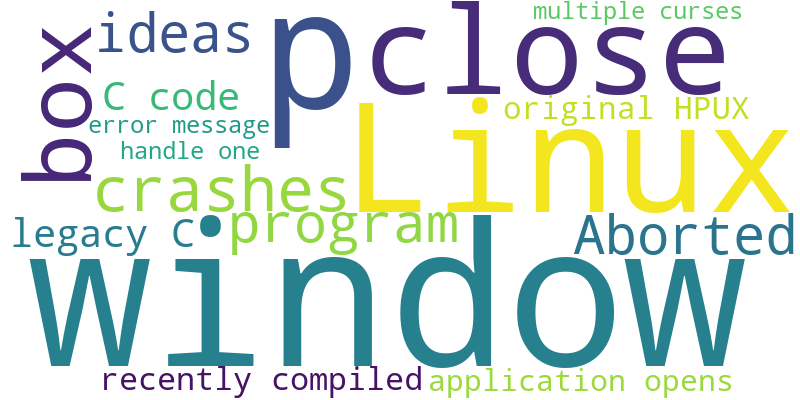 multiple curses
ideas
p
close
box
C code
original HPUX
error message
handle one
Linux
crashes
program
legacy C
Aborted
window
recently compiled
application opens